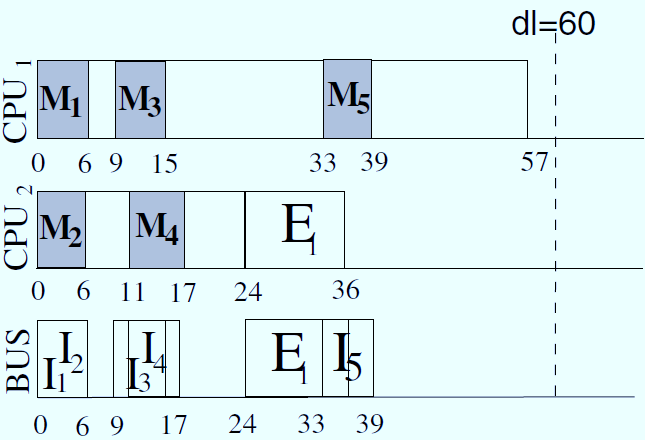 dl=60
CPU 1
M1 M3 M5
0 6 9 15 33 39 57
CPU 2
M2 M4 E1
0 6 11 17 24 36
BUS
I1 I2 I3 I4 E1 I5
0 6 9 17 24 33 39